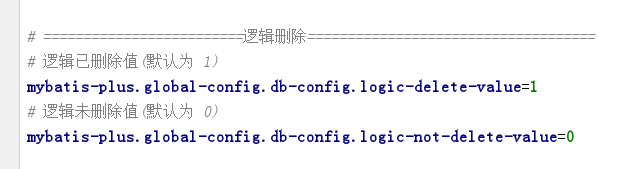 # =========================逻辑删除====================================
# 逻辑已删除值(默认为 1)
mybatis-plus.global-config.db-config.logic-delete-value=1
# 逻辑未删除值(默认为 0)
mybatis-plus.global-config.db-config.logic-not-delete-value=0